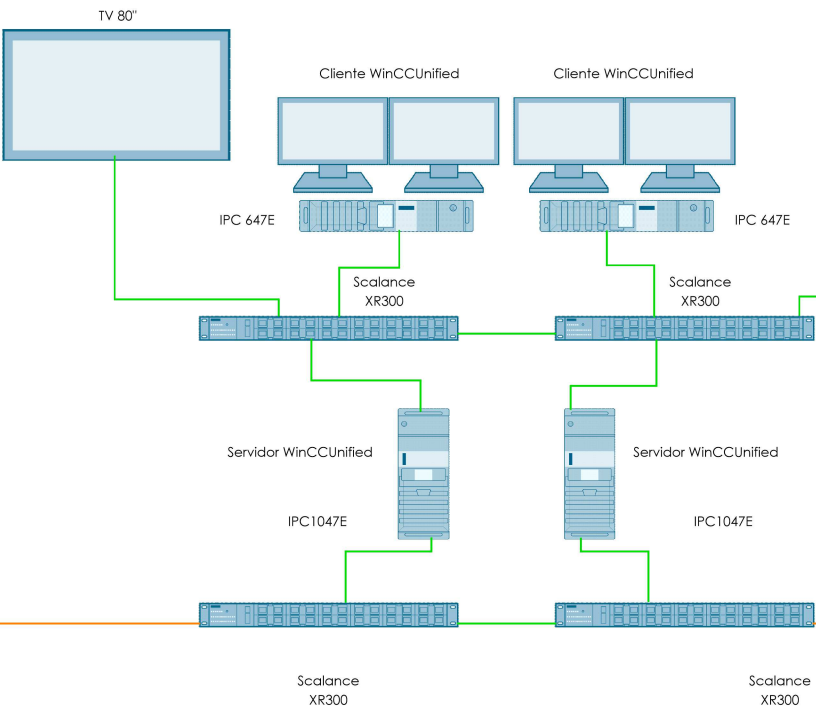 TV 80"
Cliente WinCCUnified
Cliente WinCCUnified
IPC 647E
IPC 647E
Scalance
XR300
Scalance
XR300
Servidor WinCCUnified
Servidor WinCCUnified
IPC1047E
IPC1047E
Scalance
XR300
Scalance
XR300